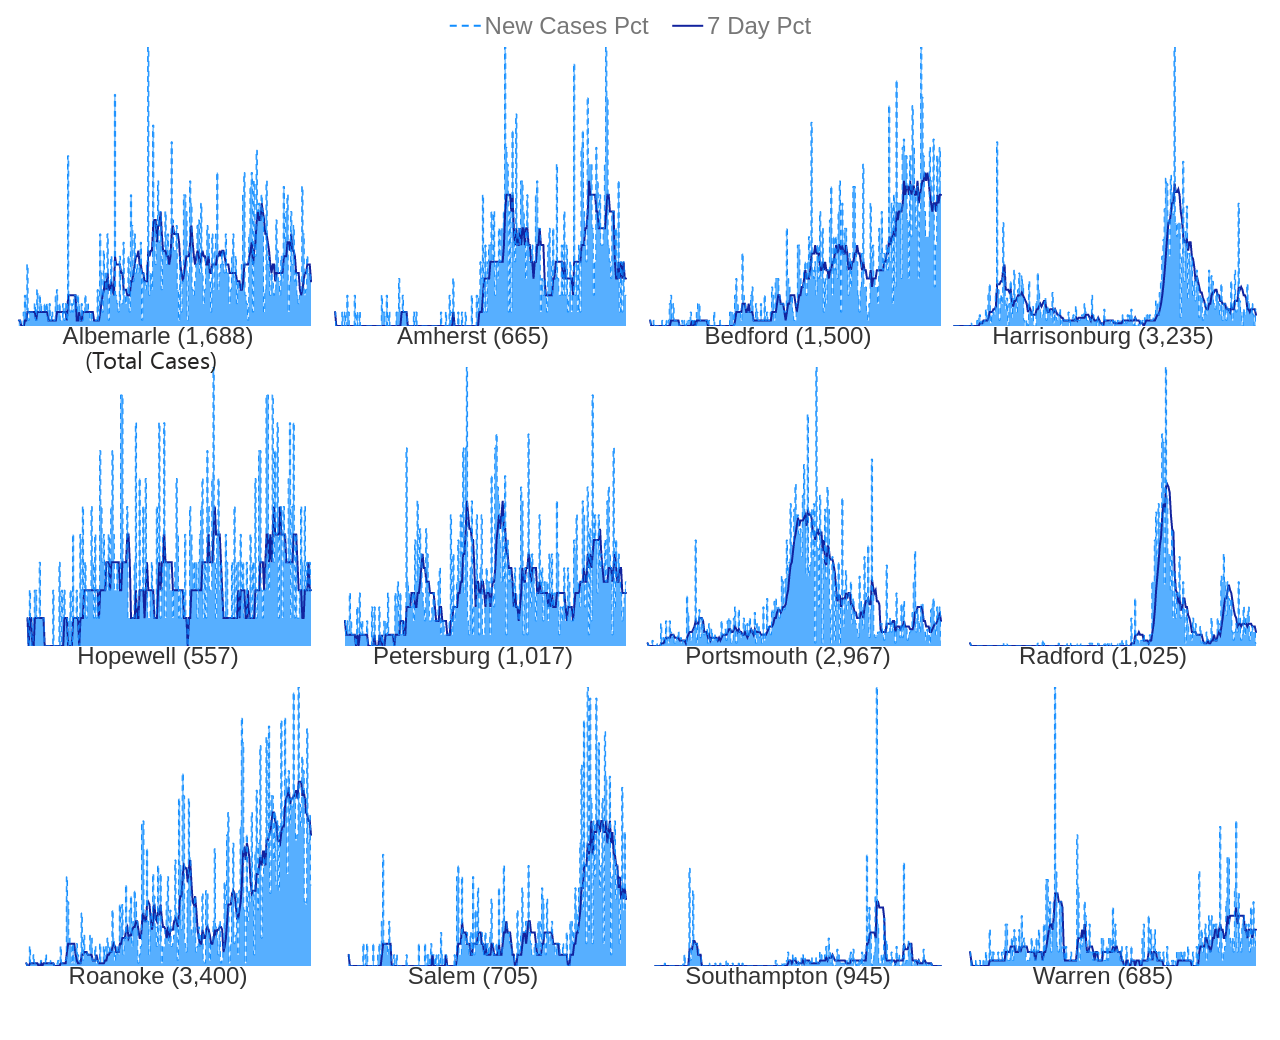 New Cases Pct 7 Day Pct
Albemarle (1,688) Amherst (665) Bedford (1,500) Harrisonburg (3,235)
(Total Cases)
Hopewell (557) Petersburg (1,017) Portsmouth (2,967) Radford (1,025)
Roanoke (3,400) Salem (705) Southampton (945) Warren (685)